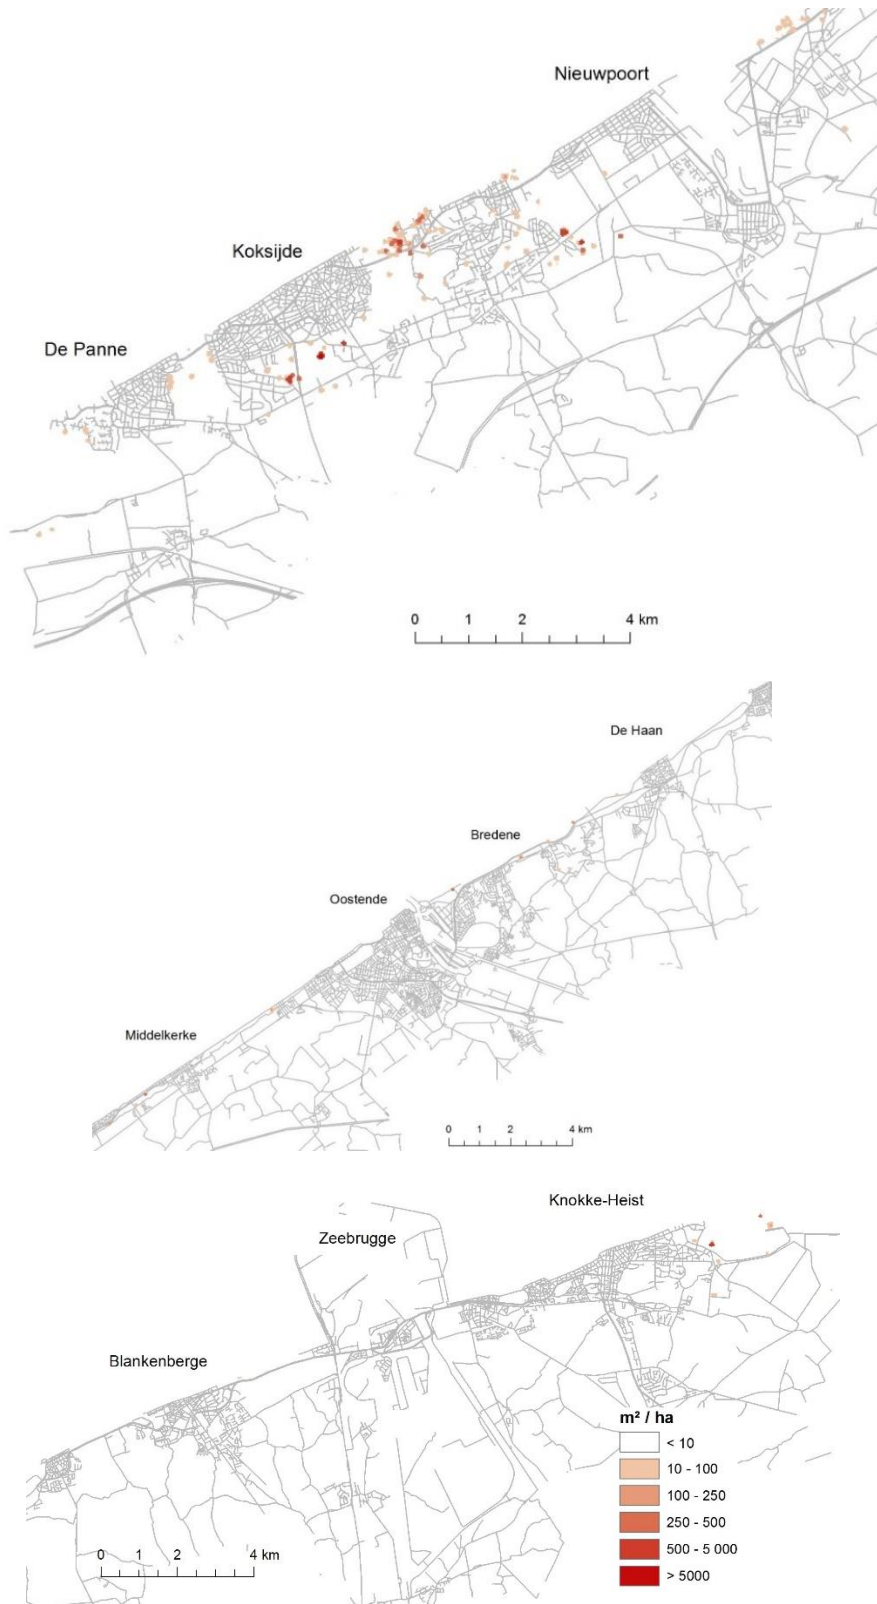 Nieuwpoort
Koksijde
De Panne
0 1 2 4 km
De Haan
Bredene
Oostende
Middelkerke
0 1 2 4 km
Knokke-Heist
Zeebrugge
Blankenberge
m² / ha
< 10
10 - 100
100 - 250
250 - 500
500 - 5 000
> 5000
0 1 2 4 km